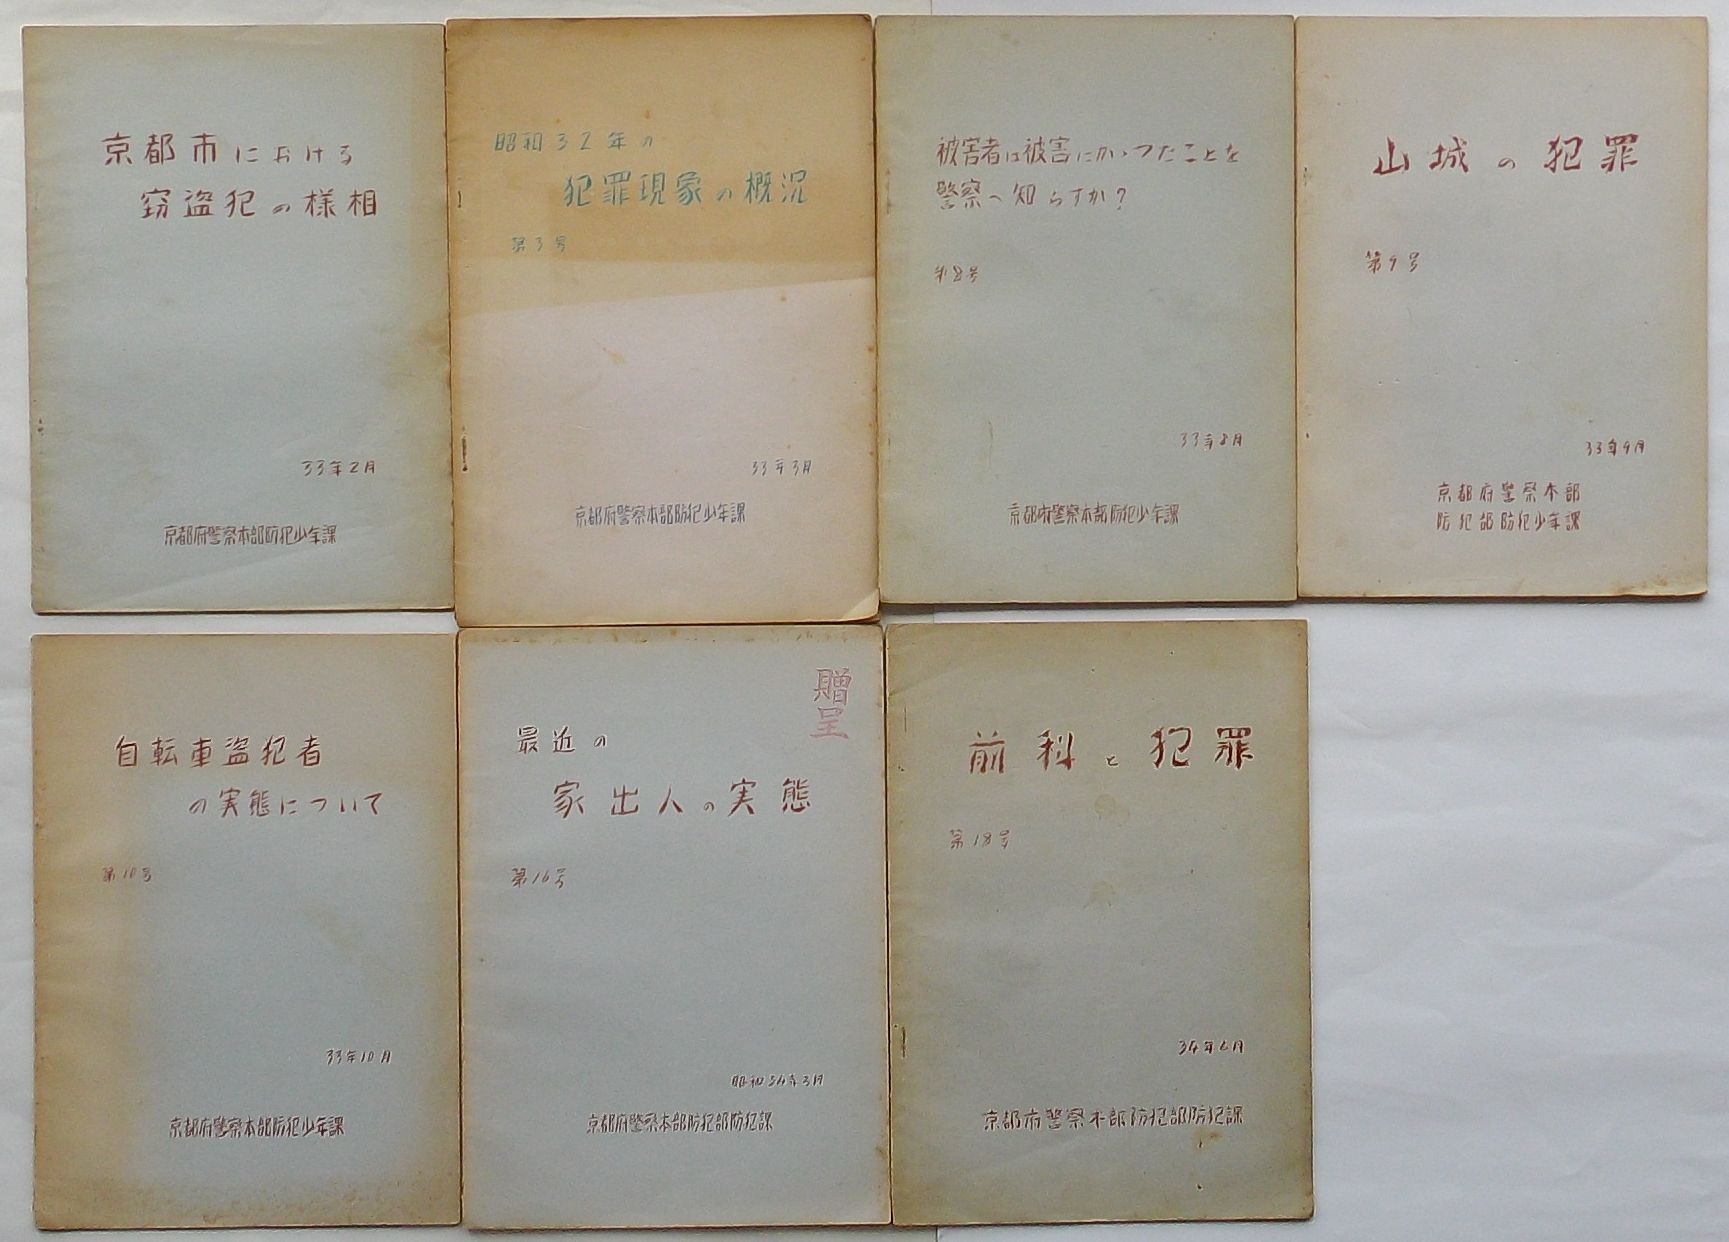 京都市における
窃盗犯の様相
33年2月
京都府警察本部防犯少年課
昭和32年の
犯罪現象の概況
第3号
33年3月
京都府警察本部防犯少年課
被害者は被害にかゝつたことを
警察へ知らすか?
第8号
33年8月
京都府警察本部防犯少年課
山城の犯罪
第9号
33年9月
京都府警察本部
防犯部防犯少年課
自転車盗犯者
の実態について
第10号
33年10月
京都府警察本部防犯少年課
贈呈
最近の
家出人の実態
第16号
昭和34年3月
京都府警察本部防犯部防犯課
前科と犯罪
第18号
34年6月
京都府警察本部防犯部防犯課